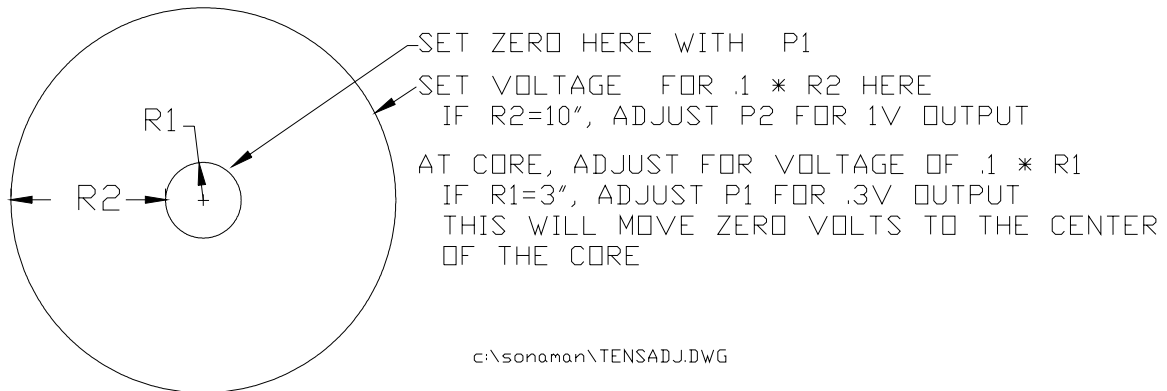 SET ZERO HERE WITH P1
SET VOLTAGE FOR .1 * R2 HERE
IF R2=10", ADJUST P2 FOR 1V OUTPUT
R1
AT CORE, ADJUST FOR VOLTAGE OF .1 * R1
IF R1=3", ADJUST P1 FOR .3V OUTPUT
R2
THIS WILL MOVE ZERO VOLTS TO THE CENTER
OF THE CORE
c:\sonaman\TENSADJ.DWG